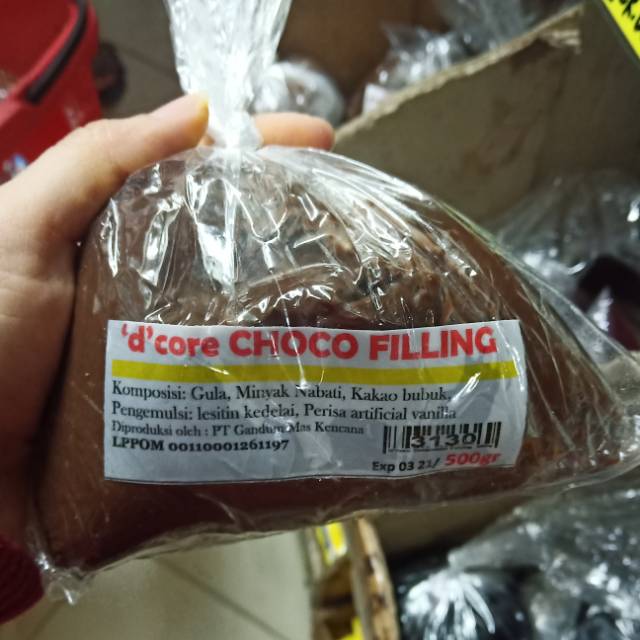 'd'core CHOCO FILLING
Komposisi: Gula, Minyak Nabati, Kakao bubuk,
Pengemulsi: lesitin kedelai, Perisa artificial vanilla
Diproduksi oleh : PT Gandum Mas Kencana
LPPOM 00110001261197
3130
Exp 03 21/ 500gr